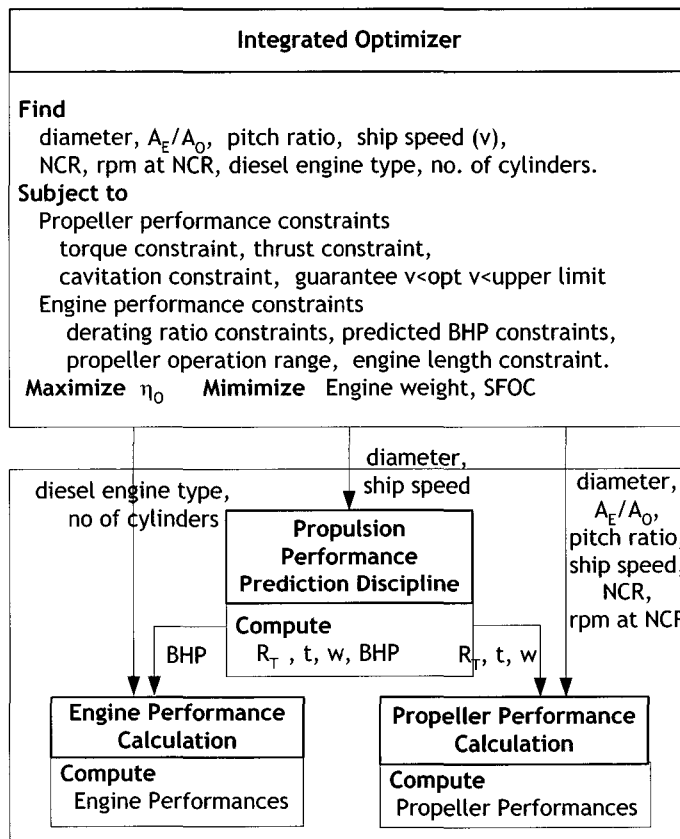 Integrated Optimizer
Find
diameter, A_E/A_O, pitch ratio, ship speed (v),
NCR, rpm at NCR, diesel engine type, no. of cylinders.
Subject to
Propeller performance constraints
torque constraint, thrust constraint,
cavitation constraint, guarantee v<opt v<upper limit
Engine performance constraints
derating ratio constraints, predicted BHP constraints,
propeller operation range, engine length constraint.
Maximize η_O Mimimize Engine weight, SFOC
diesel engine type,
no of cylinders
diameter,
ship speed
diameter,
A_E/A_O,
pitch ratio,
ship speed,
NCR,
rpm at NCR
Propulsion
Performance
Prediction Discipline
Compute
R_T , t, w, BHP
BHP
R_T, t, w
Engine Performance
Calculation
Compute
Engine Performances
Propeller Performance
Calculation
Compute
Propeller Performances